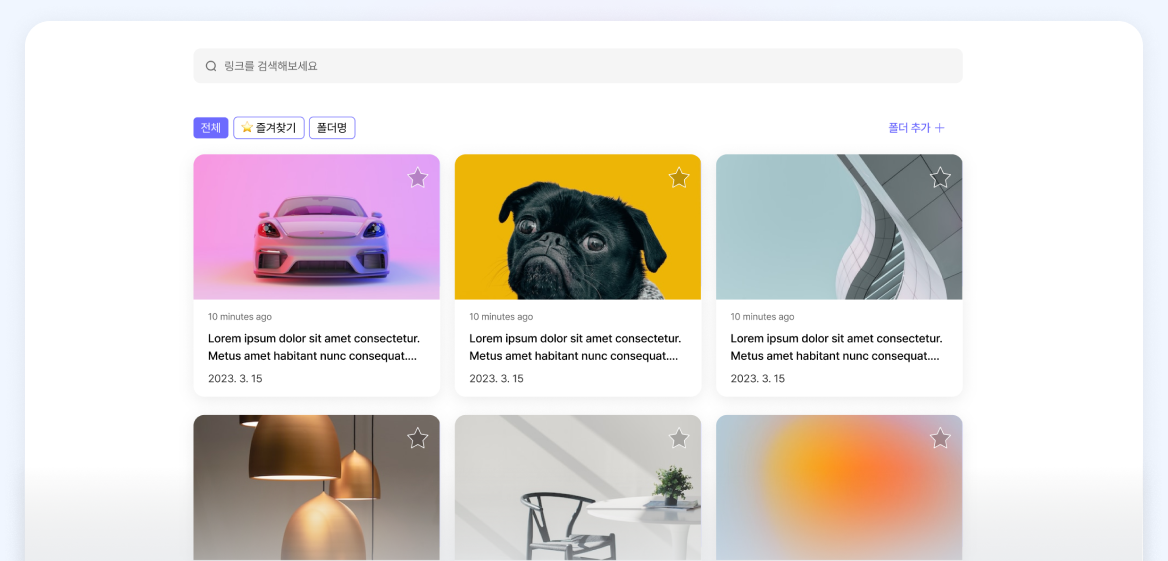 링크를 검색해보세요
전체 ⭐ 즐겨찾기 폴더명 폴더 추가 +
10 minutes ago
Lorem ipsum dolor sit amet consectetur.
Metus amet habitant nunc consequat....
2023. 3. 15
10 minutes ago
Lorem ipsum dolor sit amet consectetur.
Metus amet habitant nunc consequat....
2023. 3. 15
10 minutes ago
Lorem ipsum dolor sit amet consectetur.
Metus amet habitant nunc consequat....
2023. 3. 15